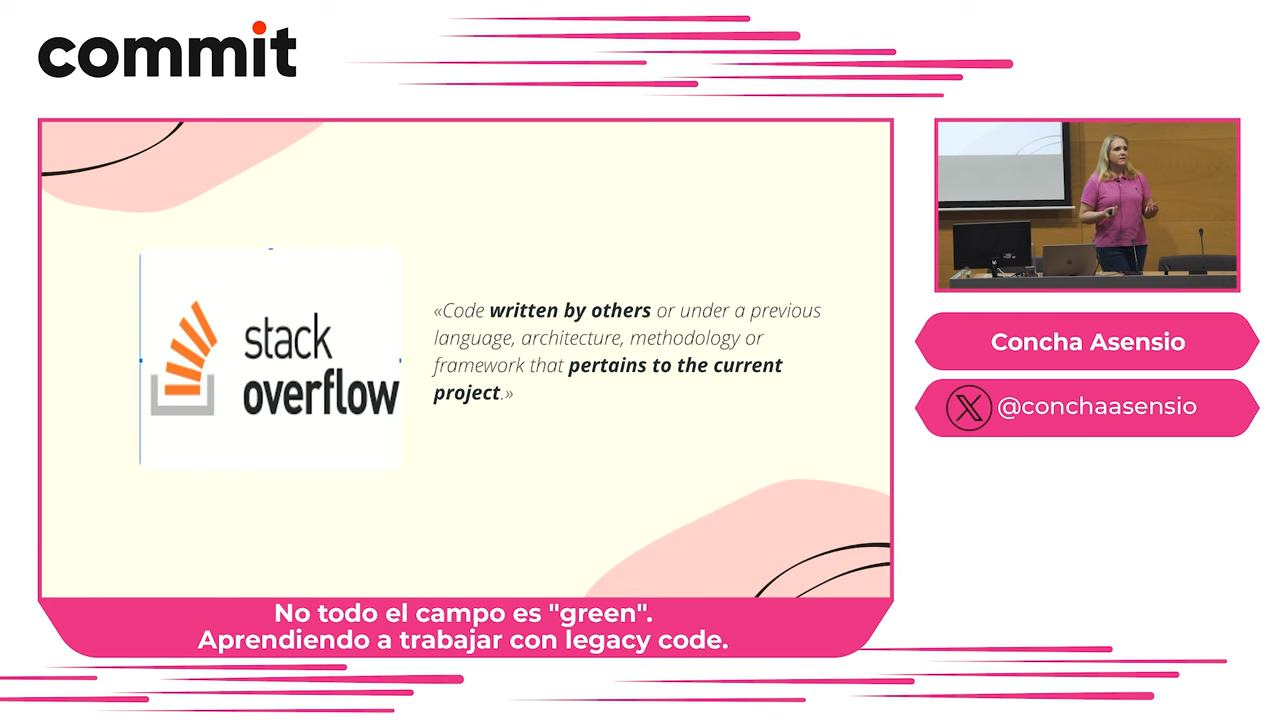 commit
stack
overflow
«Code written by others or under a previous
language, architecture, methodology or
framework that pertains to the current
project.»
Concha Asensio
@conchaasensio
No todo el campo es "green".
Aprendiendo a trabajar con legacy code.